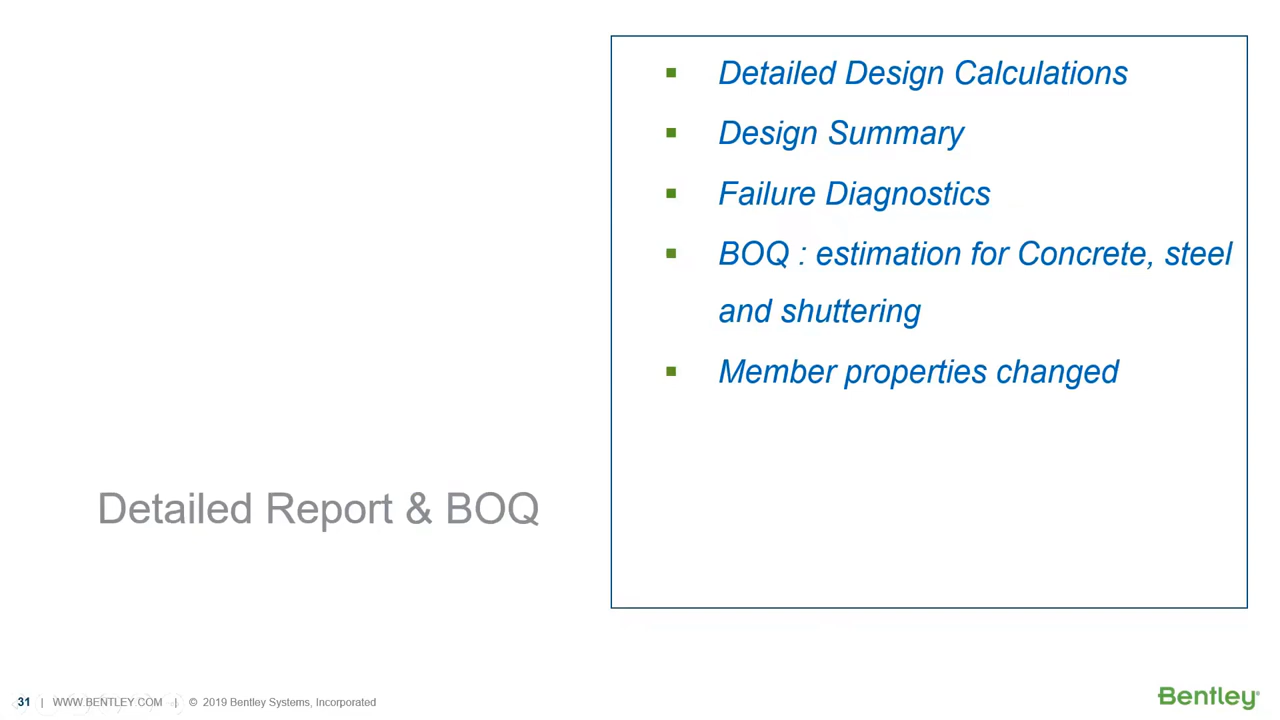 ▪ Detailed Design Calculations
▪ Design Summary
▪ Failure Diagnostics
▪ BOQ : estimation for Concrete, steel
and shuttering
▪ Member properties changed
Detailed Report & BOQ
31 | WWW.BENTLEY.COM | © 2019 Bentley Systems, Incorporated
Bentley®